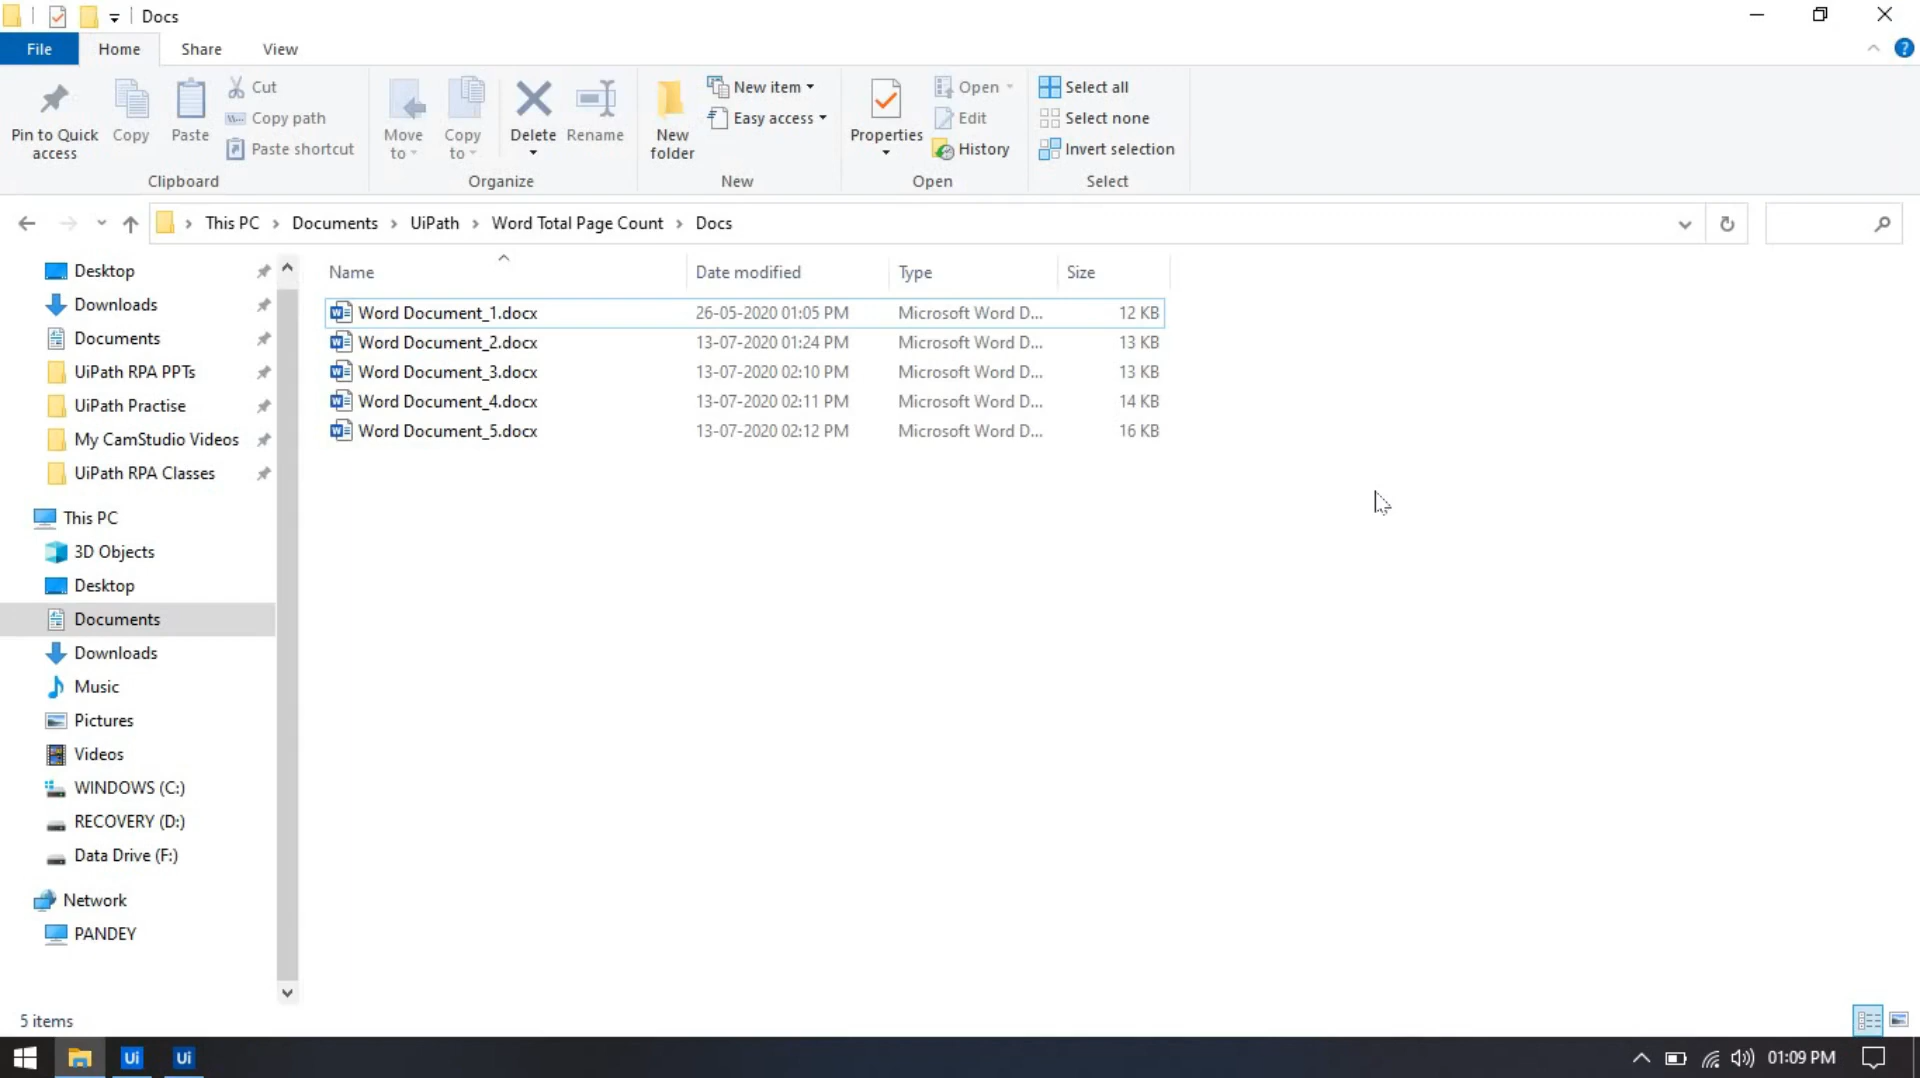 Docs
File Home Share View
Pin to Quick access
Copy
Paste
Cut
Copy path
Paste shortcut
Clipboard
Move to
Copy to
Delete
Rename
Organize
New folder
New item
Easy access
New
Properties
Open
Edit
History
Open
Select all
Select none
Invert selection
Select
This PC Documents UiPath Word Total Page Count Docs
Desktop
Downloads
Documents
UiPath RPA PPTs
UiPath Practise
My CamStudio Videos
UiPath RPA Classes
This PC
3D Objects
Desktop
Documents
Downloads
Music
Pictures
Videos
WINDOWS (C:)
RECOVERY (D:)
Data Drive (F:)
Network
PANDEY
Name Date modified Type Size
Word Document_1.docx 26-05-2020 01:05 PM Microsoft Word D... 12 KB
Word Document_2.docx 13-07-2020 01:24 PM Microsoft Word D... 13 KB
Word Document_3.docx 13-07-2020 02:10 PM Microsoft Word D... 13 KB
Word Document_4.docx 13-07-2020 02:11 PM Microsoft Word D... 14 KB
Word Document_5.docx 13-07-2020 02:12 PM Microsoft Word D... 16 KB
5 items
Ui Ui 01:09 PM